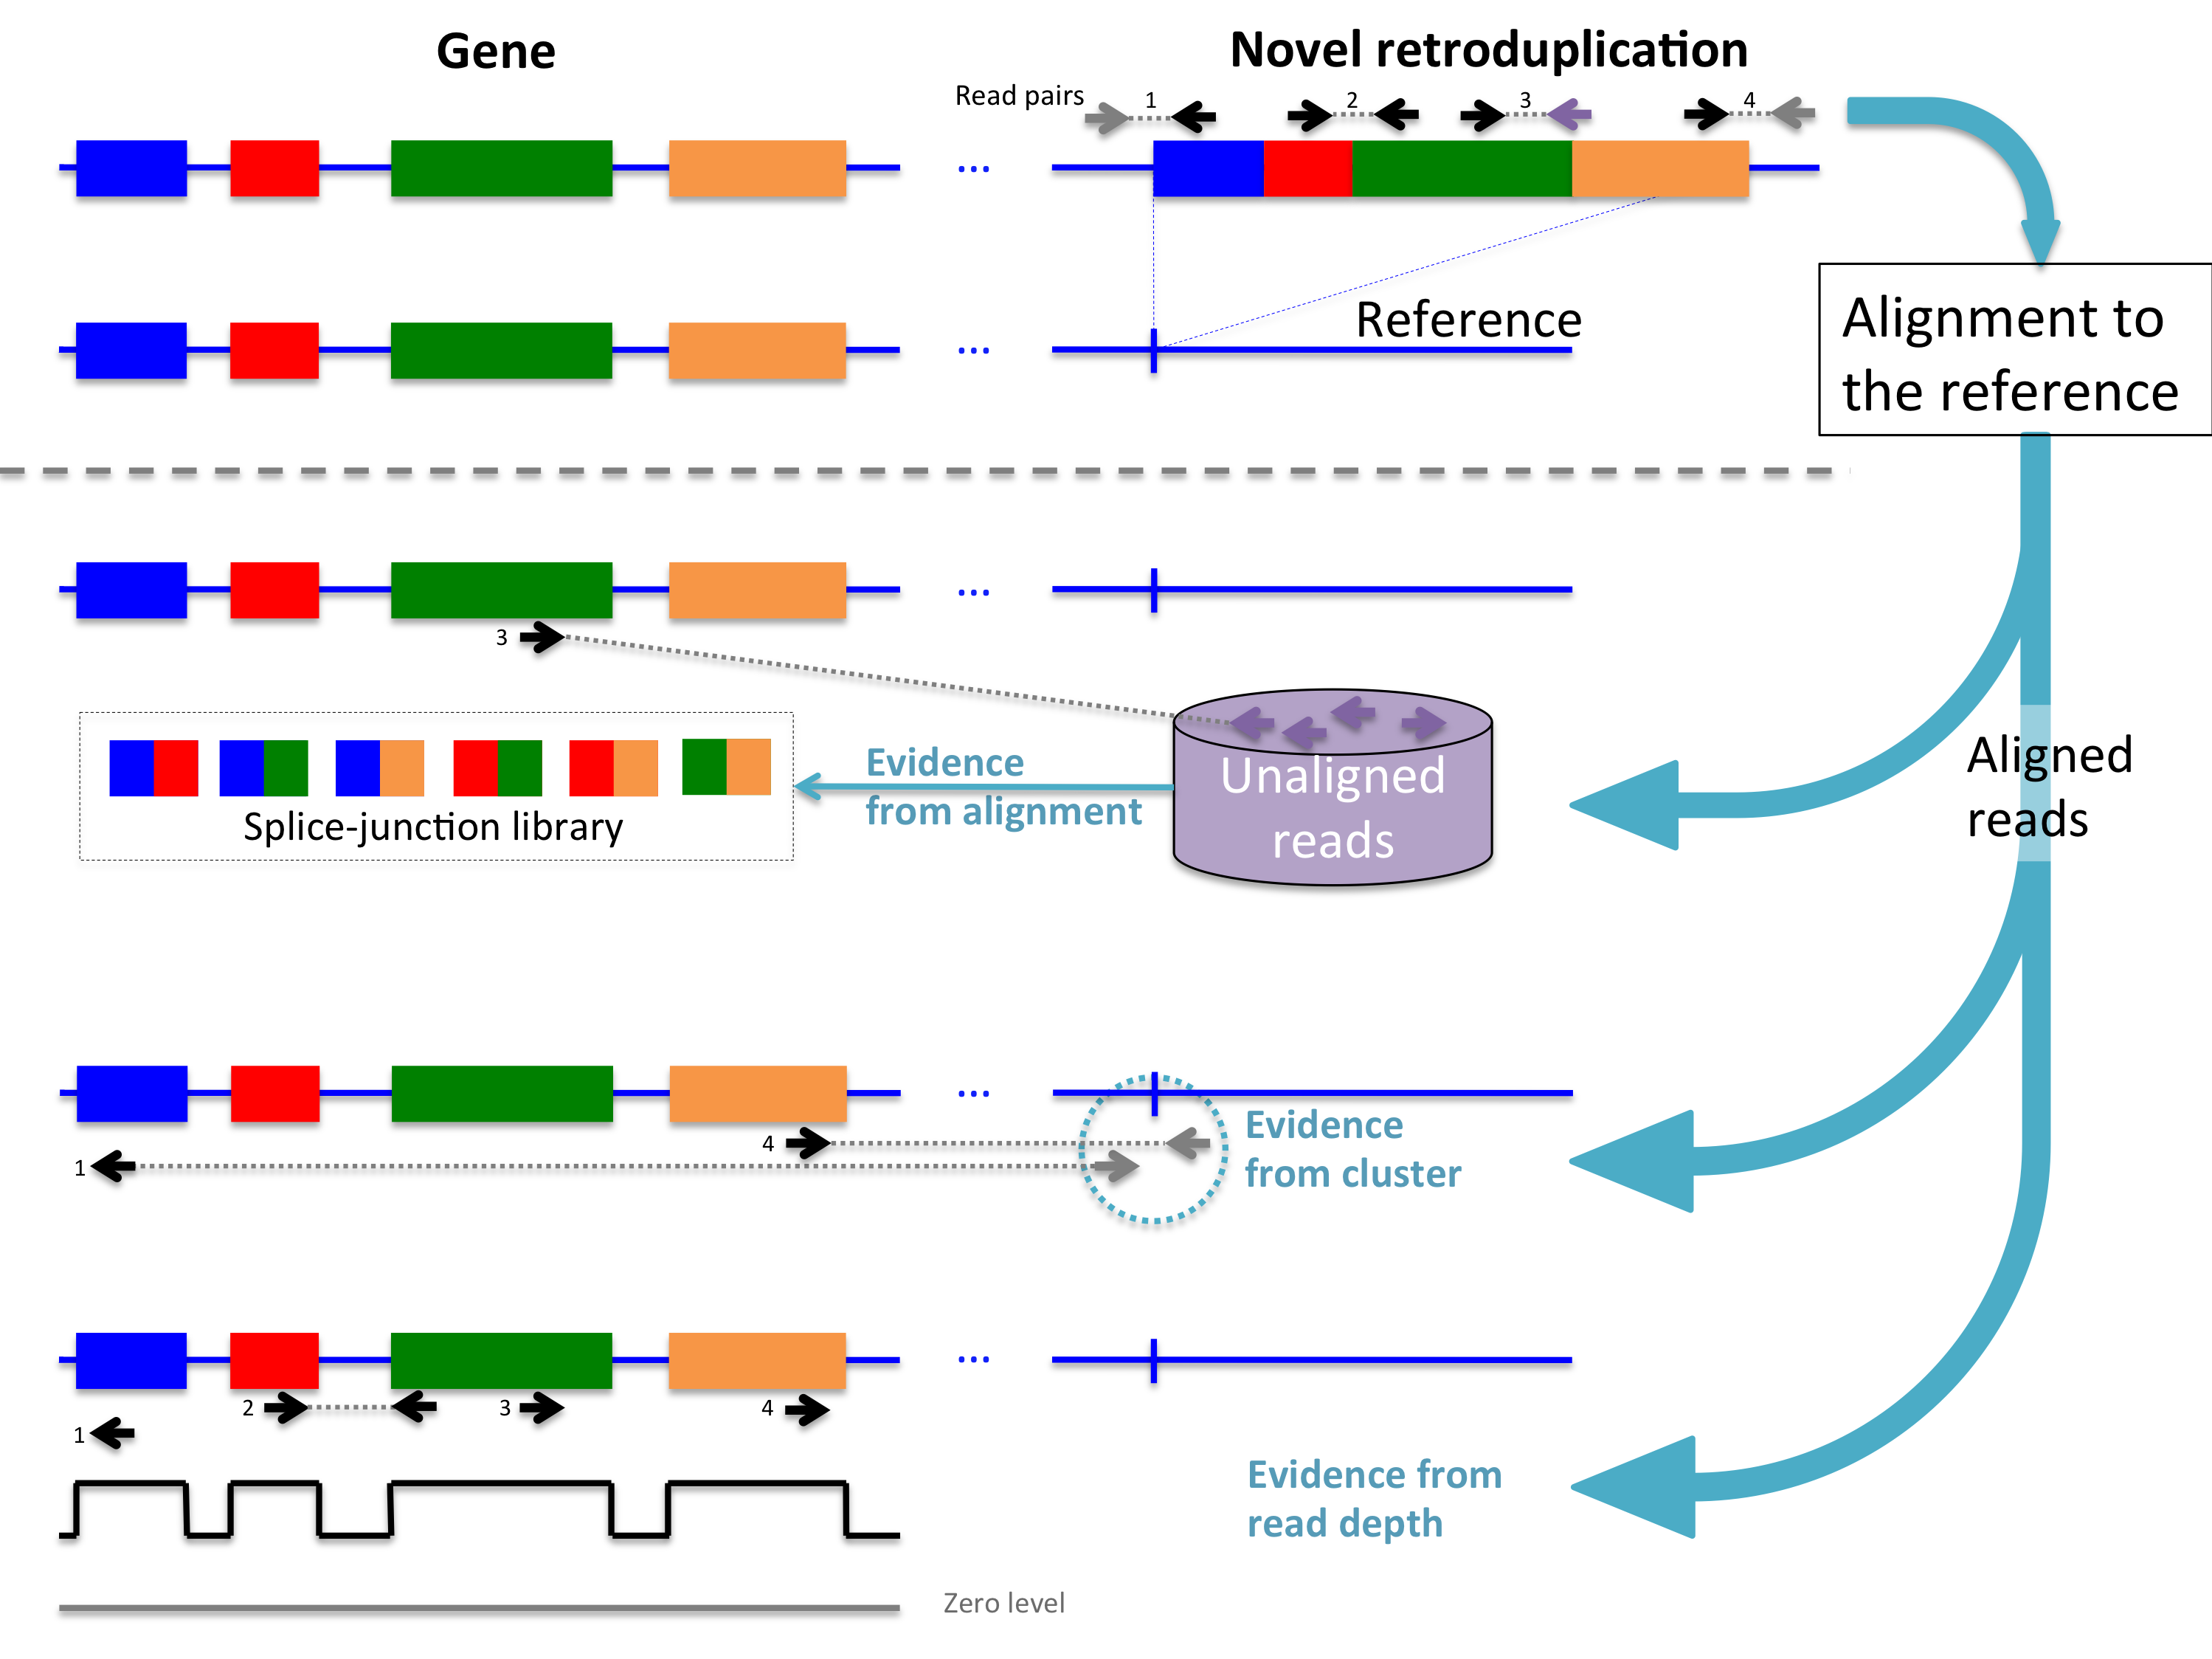 Gene
Novel retroduplication
Read pairs
1
2
3
4
...
Reference
...
Alignment to
the reference
...
3
Evidence
from alignment
Unaligned
reads
Splice-junction library
Aligned
reads
...
4
1
Evidence
from cluster
...
2
3
4
1
Evidence from
read depth
Zero level